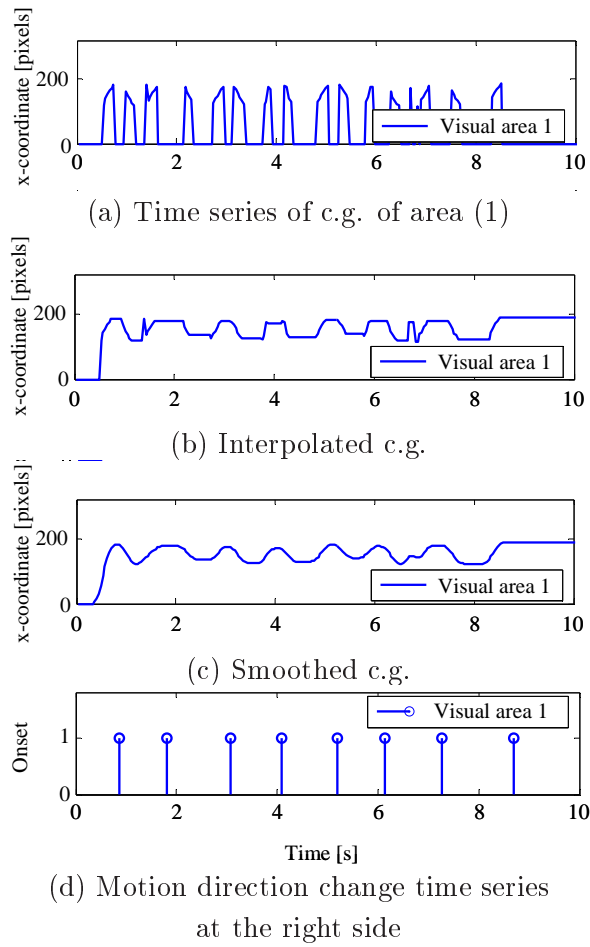 x-coordinate [pixels]
200
0
Visual area 1
0 2 4 6 8 10
(a) Time series of c.g. of area (1)
x-coordinate [pixels]
200
0
Visual area 1
0 2 4 6 8 10
(b) Interpolated c.g.
x-coordinate [pixels]
200
0
Visual area 1
0 2 4 6 8 10
(c) Smoothed c.g.
Onset
Visual area 1
1
0
0 2 4 6 8 10
Time [s]
(d) Motion direction change time series
at the right side